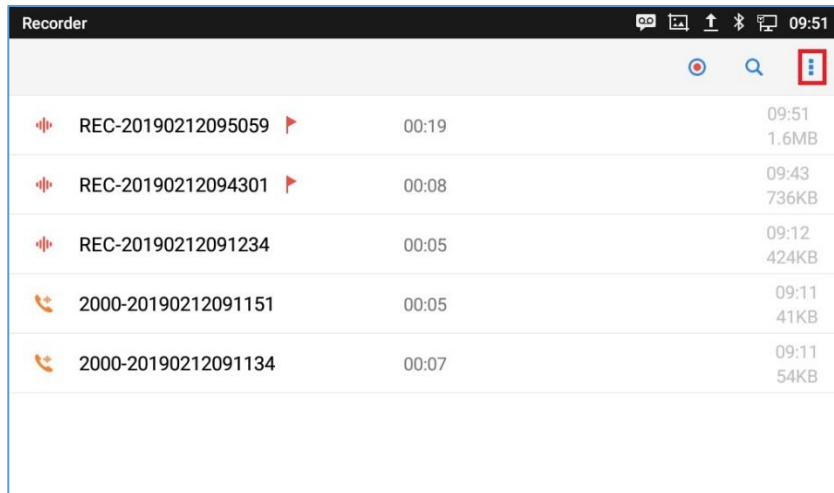 Recorder 09:51
REC-20190212095059 00:19 09:51
1.6MB
REC-20190212094301 00:08 09:43
736KB
REC-20190212091234 00:05 09:12
424KB
2000-20190212091151 00:05 09:11
41KB
2000-20190212091134 00:07 09:11
54KB